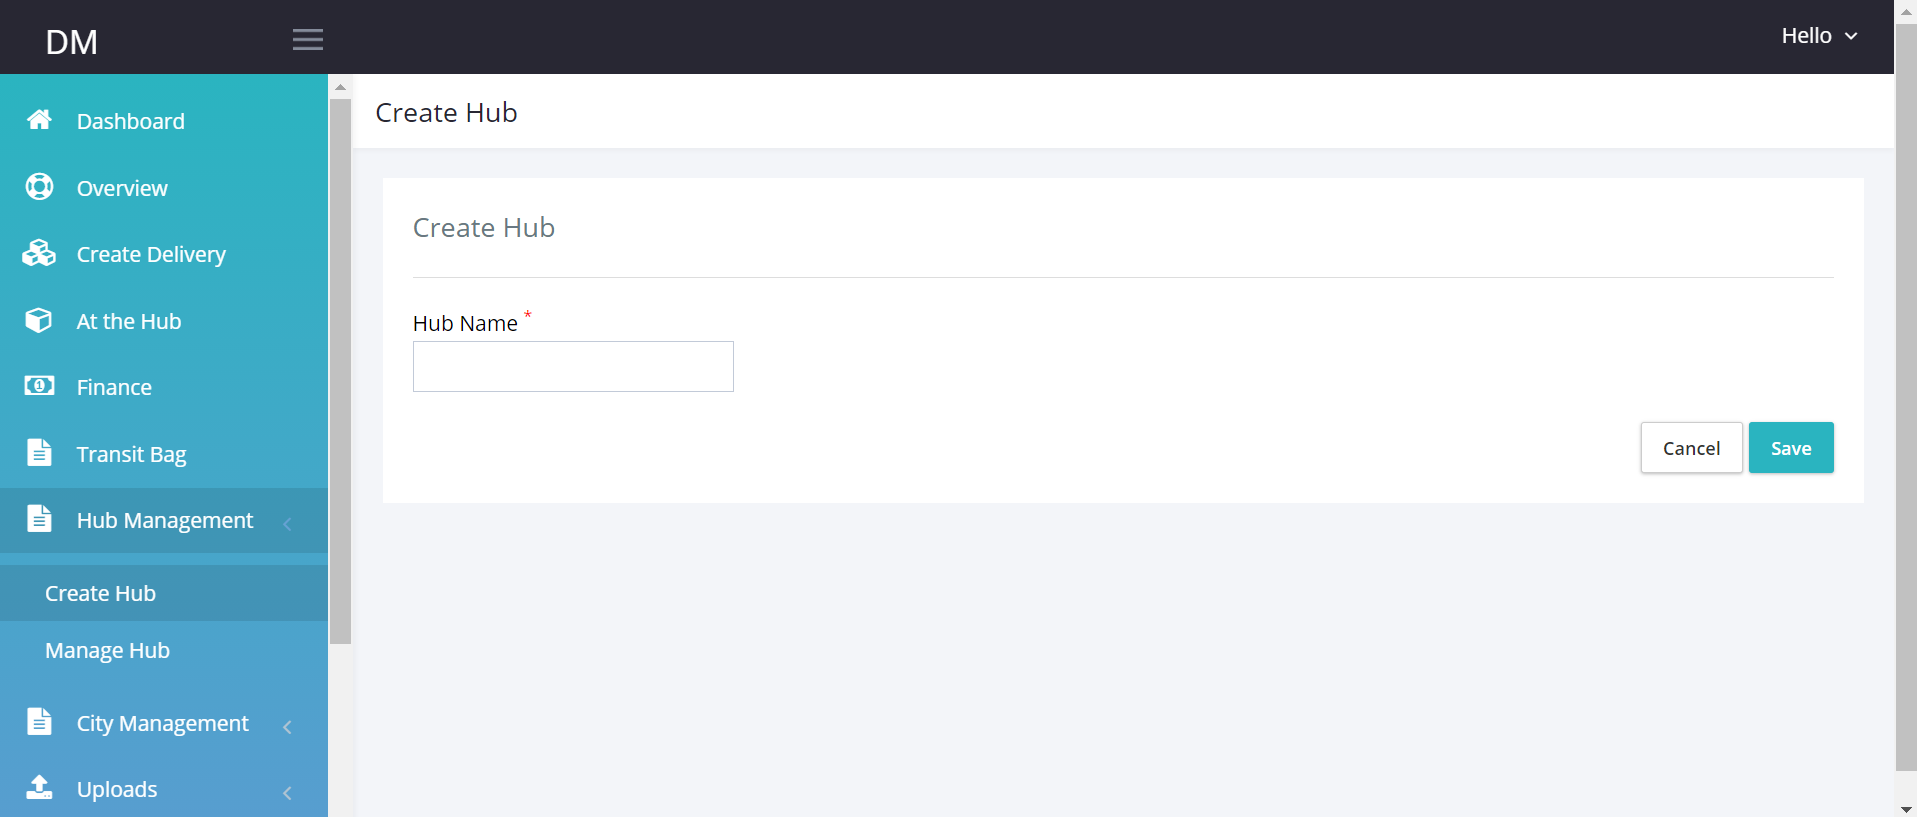 DM
Hello
Dashboard
Overview
Create Delivery
At the Hub
Finance
Transit Bag
Hub Management
Create Hub
Manage Hub
City Management
Uploads
Create Hub
Create Hub
Hub Name *
Cancel
Save